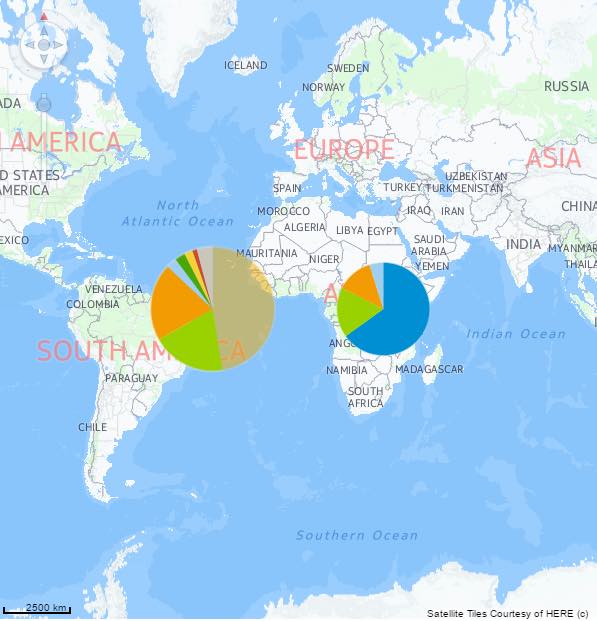 ICELAND
SWEDEN
NORWAY
RUSSIA
ADA
AMERICA
EUROPE
ASIA
D STATES
AMERICA
SPAIN
TURKEY
UZBEKISTAN
TURKMENISTAN
North
Atlantic Ocean
MOROCCO
CHINA
ALGERIA
LIBYA
EGYPT
IRAQ
IRAN
EXICO
SAUDI
ARABIA
INDIA
MYANMAR
MAURITANIA
NIGER
YEMEN
THAILA
VENEZUELA
COLOMBIA
A
Indian Ocean
SOUTH AMERICA
ANGO
PARAGUAY
NAMIBIA
MADAGASCAR
SOUTH
AFRICA
CHILE
Southern Ocean
2500 km
Satellite Tiles Courtesy of HERE (c)